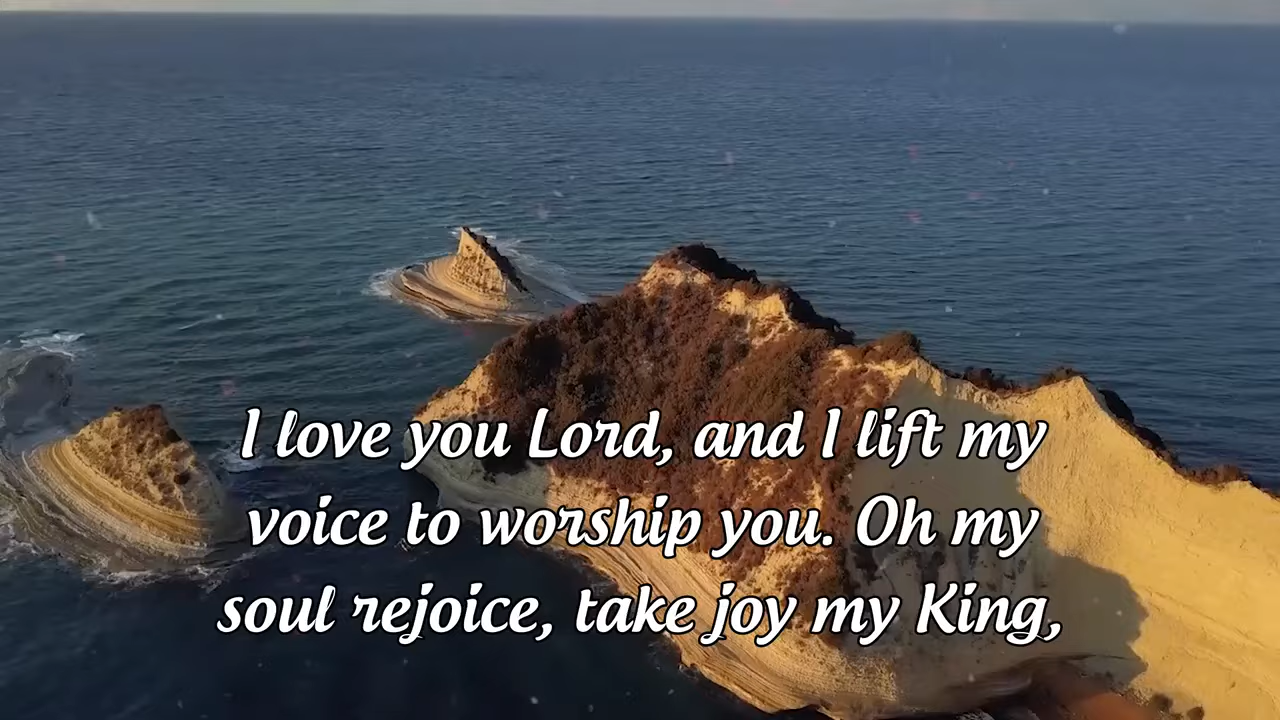 I love you Lord, and I lift my
voice to worship you. Oh my
soul rejoice, take joy my King,